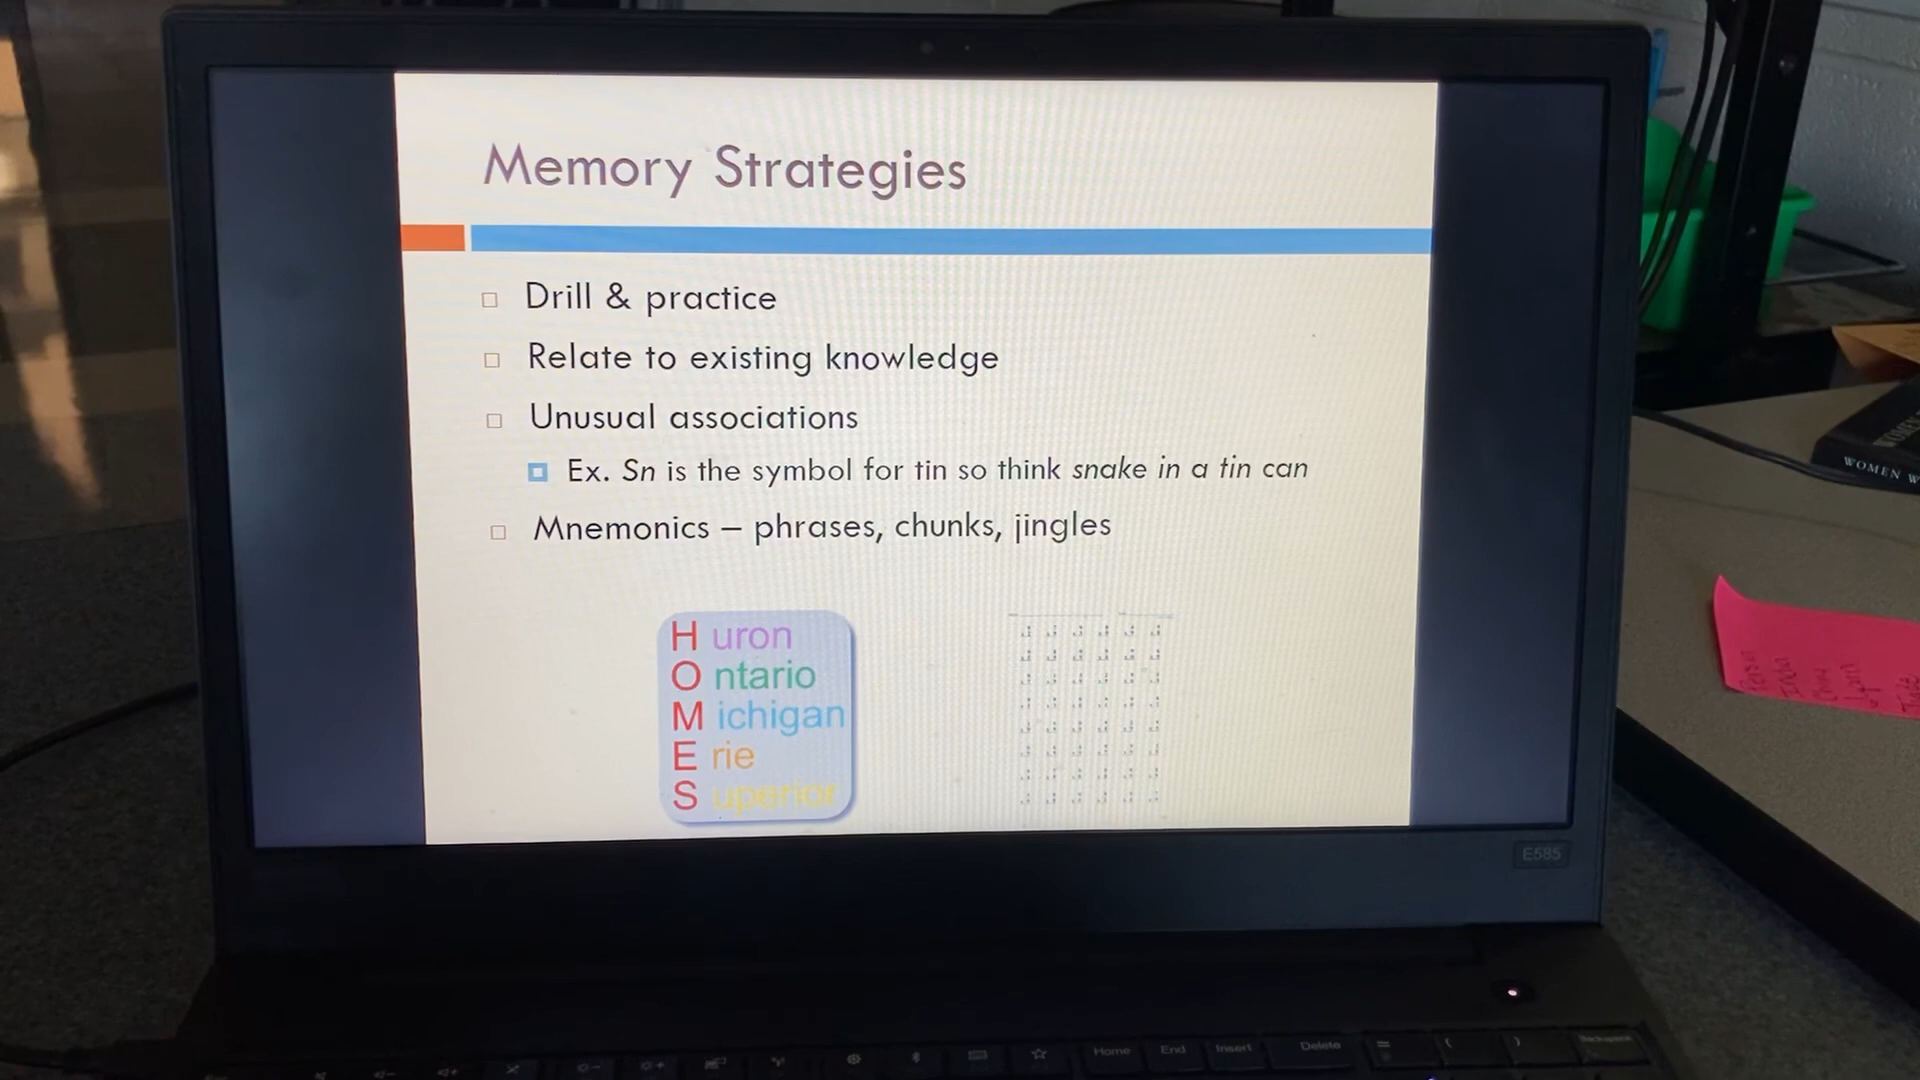 Memory Strategies
Drill & practice
Relate to existing knowledge
Unusual associations
Ex. Sn is the symbol for tin so think snake in a tin can
Mnemonics – phrases, chunks, jingles
H uron
O ntario
M ichigan
E rie
S uperior
E585
WOMEN
WOMEN W
Home End Insert Delete = ( ) Backspace